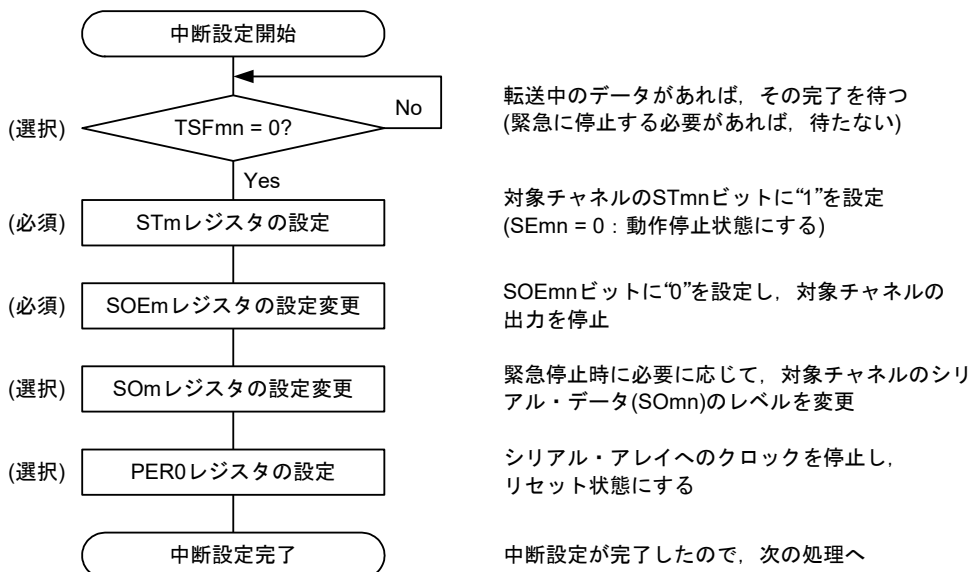 中断設定開始
No
(選択)
TSFmn = 0?
転送中のデータがあれば，その完了を待つ
(緊急に停止する必要があれば，待たない)
Yes
(必須)
STmレジスタの設定
対象チャネルのSTmnビットに“1”を設定
(SEmn = 0：動作停止状態にする)
(必須)
SOEmレジスタの設定変更
SOEmnビットに“0”を設定し，対象チャネルの
出力を停止
(選択)
SOmレジスタの設定変更
緊急停止時に必要に応じて，対象チャネルのシリ
アル・データ(SOmn)のレベルを変更
(選択)
PER0レジスタの設定
シリアル・アレイへのクロックを停止し，
リセット状態にする
中断設定完了
中断設定が完了したので，次の処理へ